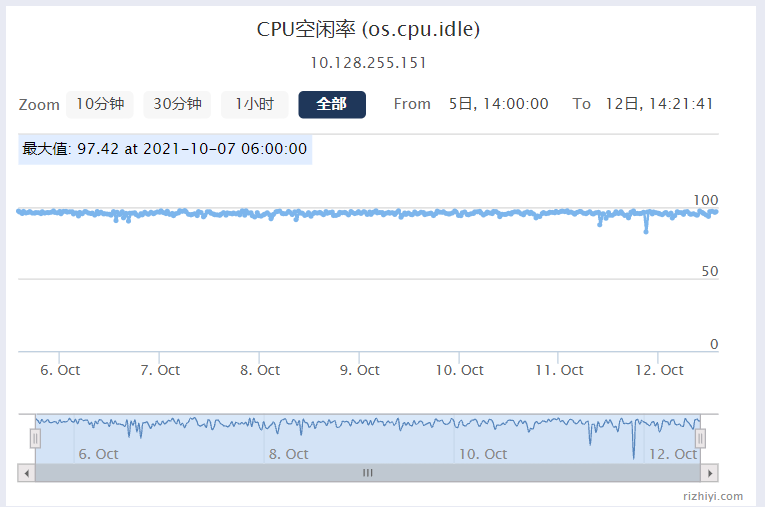 CPU空闲率 (os.cpu.idle)
10.128.255.151
Zoom 10分钟 30分钟 1小时 全部 From 5日, 14:00:00 To 12日, 14:21:41
最大值: 97.42 at 2021-10-07 06:00:00
100
50
0
6. Oct 7. Oct 8. Oct 9. Oct 10. Oct 11. Oct 12. Oct
6. Oct 8. Oct 10. Oct 12. Oct
rizhiyi.com